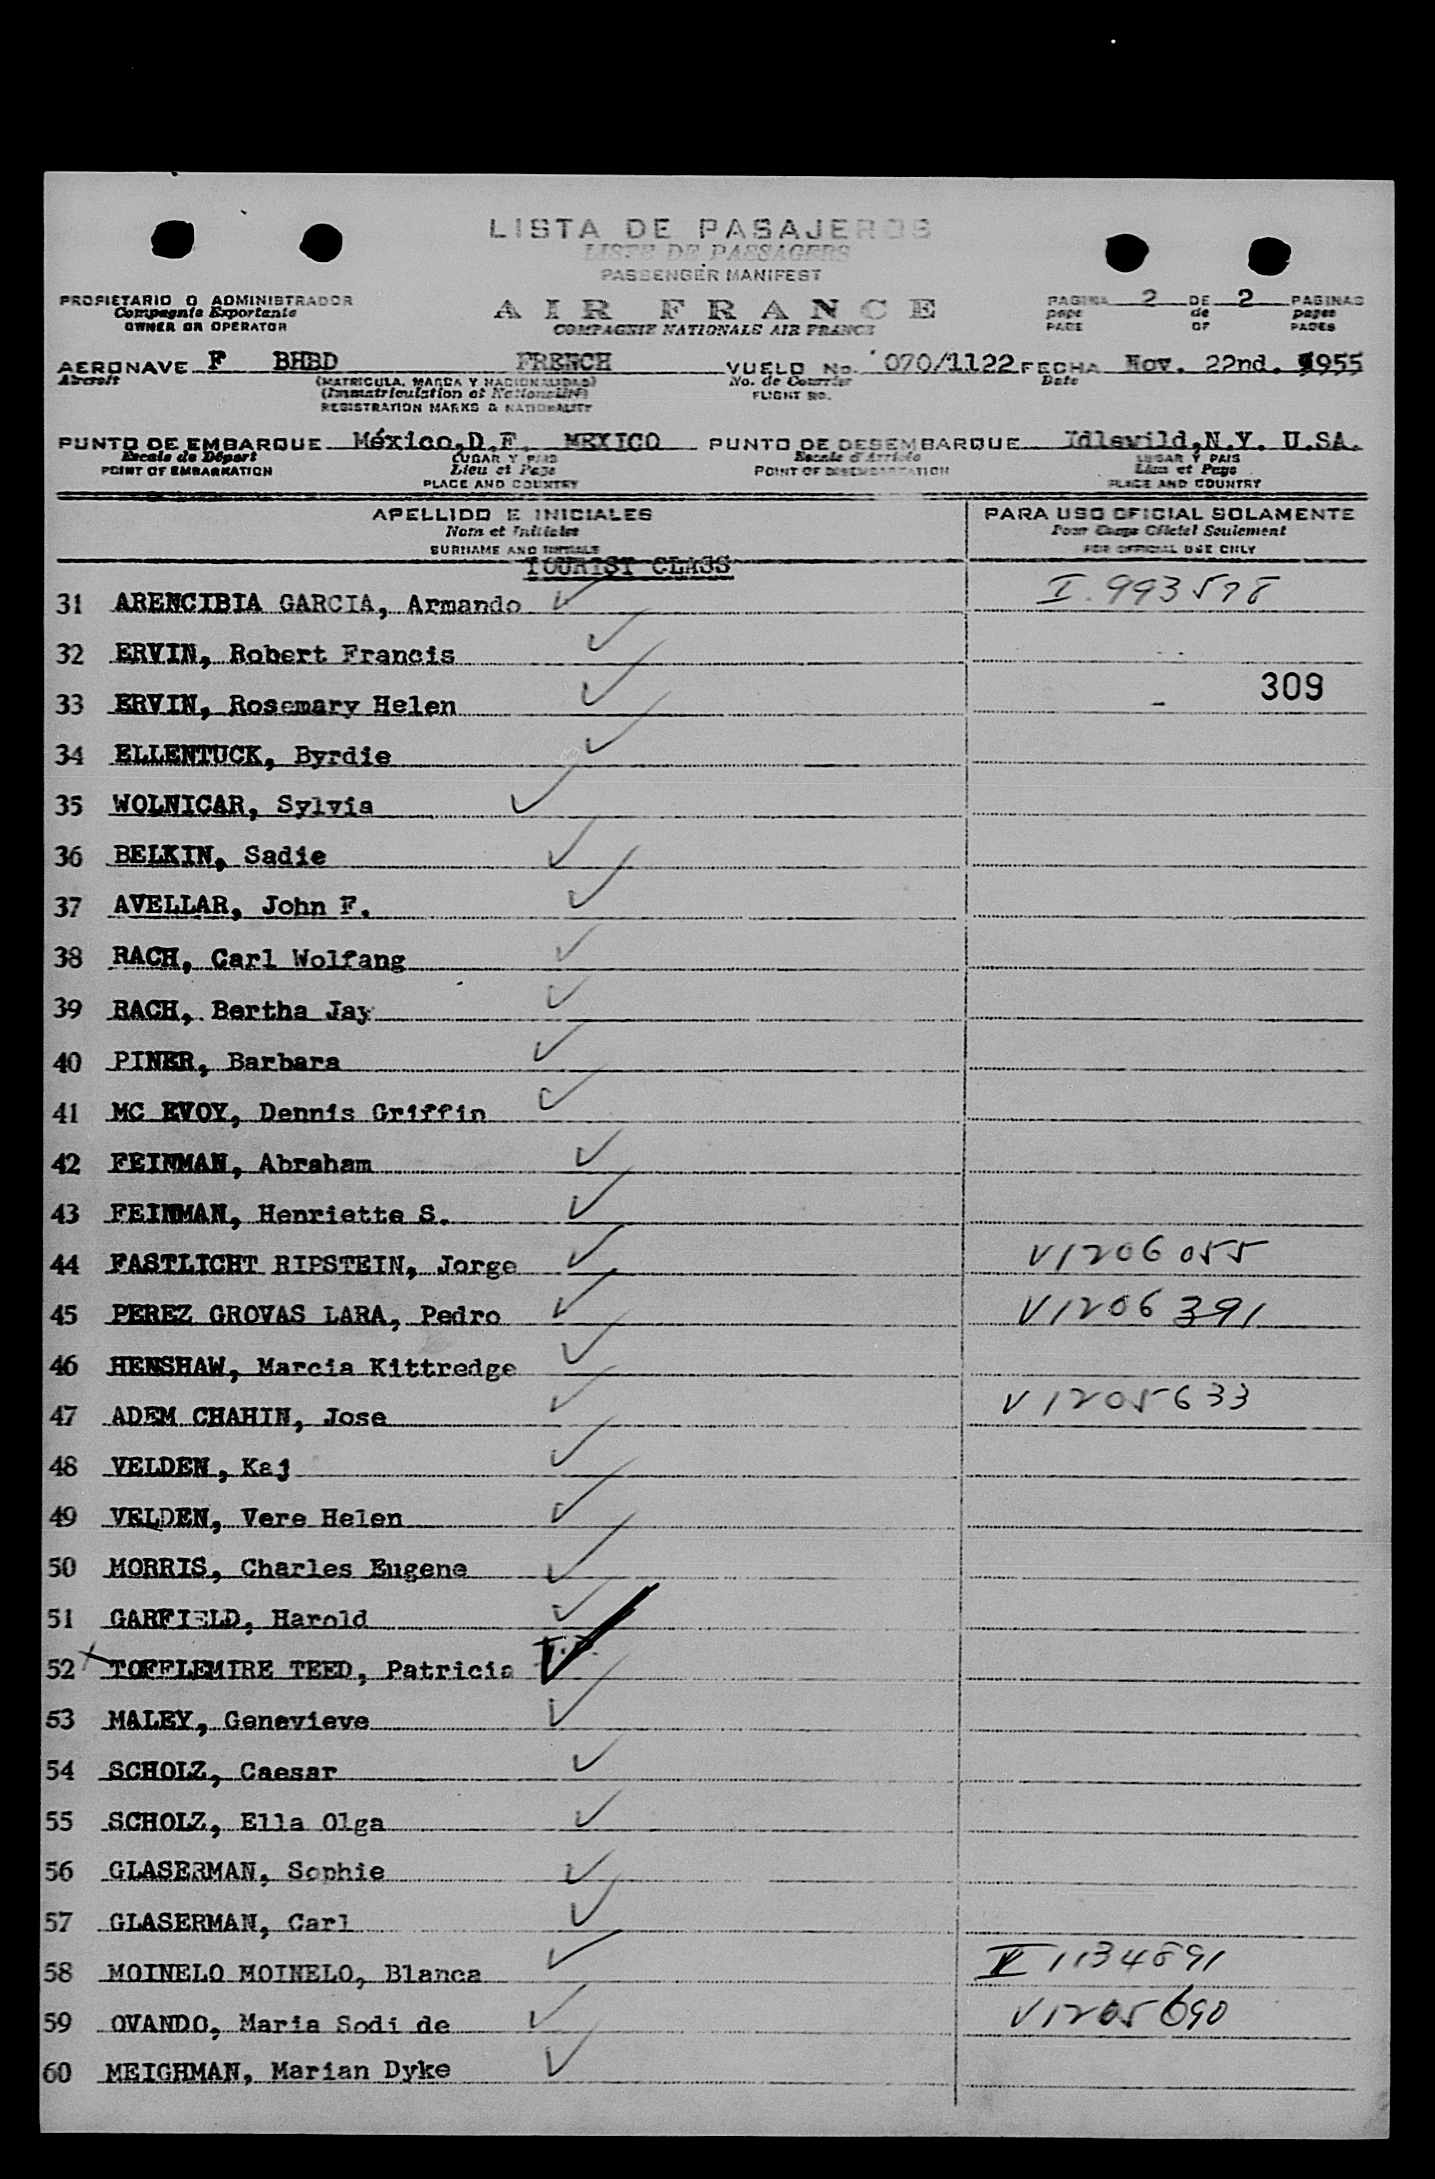 LISTA DE PASAJEROS
LISTE DE PASSAGERS
PASSENGER MANIFEST
PROPIETARIO O ADMINISTRADOR
Compagnie Exportante
OWNER OR OPERATOR
AIR FRANCE
COMPAGNIE NATIONALE AIR FRANCE
PAGINA 2 DE 2 PAGINAS
page de pages
PAGE OF PAGES
AERONAVE F BHBD FRENCH VUELO No. 070/1122 FECHA Nov. 22nd. 1955
Aircraft (MATRICULA, MARCA Y NACIONALIDAD) No. de Courrier Date
(Immatriculation et Nationalité) FLIGHT NO.
REGISTRATION MARKS & NATIONALITY
PUNTO DE EMBARQUE México,D.F. MEXICO PUNTO DE DESEMBARQUE Idlewild,N.Y. U.SA.
Escale de Départ LUGAR Y PAIS Escale d'Arrivée LUGAR Y PAIS
POINT OF EMBARKATION Lieu et Pays POINT OF DISEMBARKATION Lieu et Pays
PLACE AND COUNTRY PLACE AND COUNTRY
APELLIDO E INICIALES PARA USO OFICIAL SOLAMENTE
Nom et Initiales Pour Usage Officiel Seulement
SURNAME AND INITIALS FOR OFFICIAL USE ONLY
TOURIST CLASS
31 ARENCIBIA GARCIA, Armando I.993578
32 ERVIN, Robert Francis
309
33 ERVIN, Rosemary Helen
34 ELLENTUCK, Byrdie
35 WOLNICAR, Sylvia
36 BELKIN, Sadie
37 AVELLAR, John F.
38 RACH, Carl Wolfang
39 RACH, Bertha Jay
40 PINER, Barbara
41 MC EVOY, Dennis Griffin
42 FEINMAN, Abraham
43 FEINMAN, Henriette S.
44 FASTLICHT RIPSTEIN, Jorge V1206055
45 PEREZ GROVAS LARA, Pedro V1206391
46 HENSHAW, Marcia Kittredge
47 ADEM CHAHIN, Jose V1205633
48 VELDEN, Kaj
49 VELDEN, Vere Helen
50 MORRIS, Charles Eugene
51 GARFIELD, Harold
52 TOFFLEMIRE TEED, Patricia
53 MALEY, Genevieve
54 SCHOLZ, Caesar
55 SCHOLZ, Ella Olga
56 GLASERMAN, Sophie
57 GLASERMAN, Carl
58 MOINELO MOINELO, Blanca V1134891
59 OVANDO, Maria Sodi de V1205690
60 MEIGHMAN, Marian Dyke